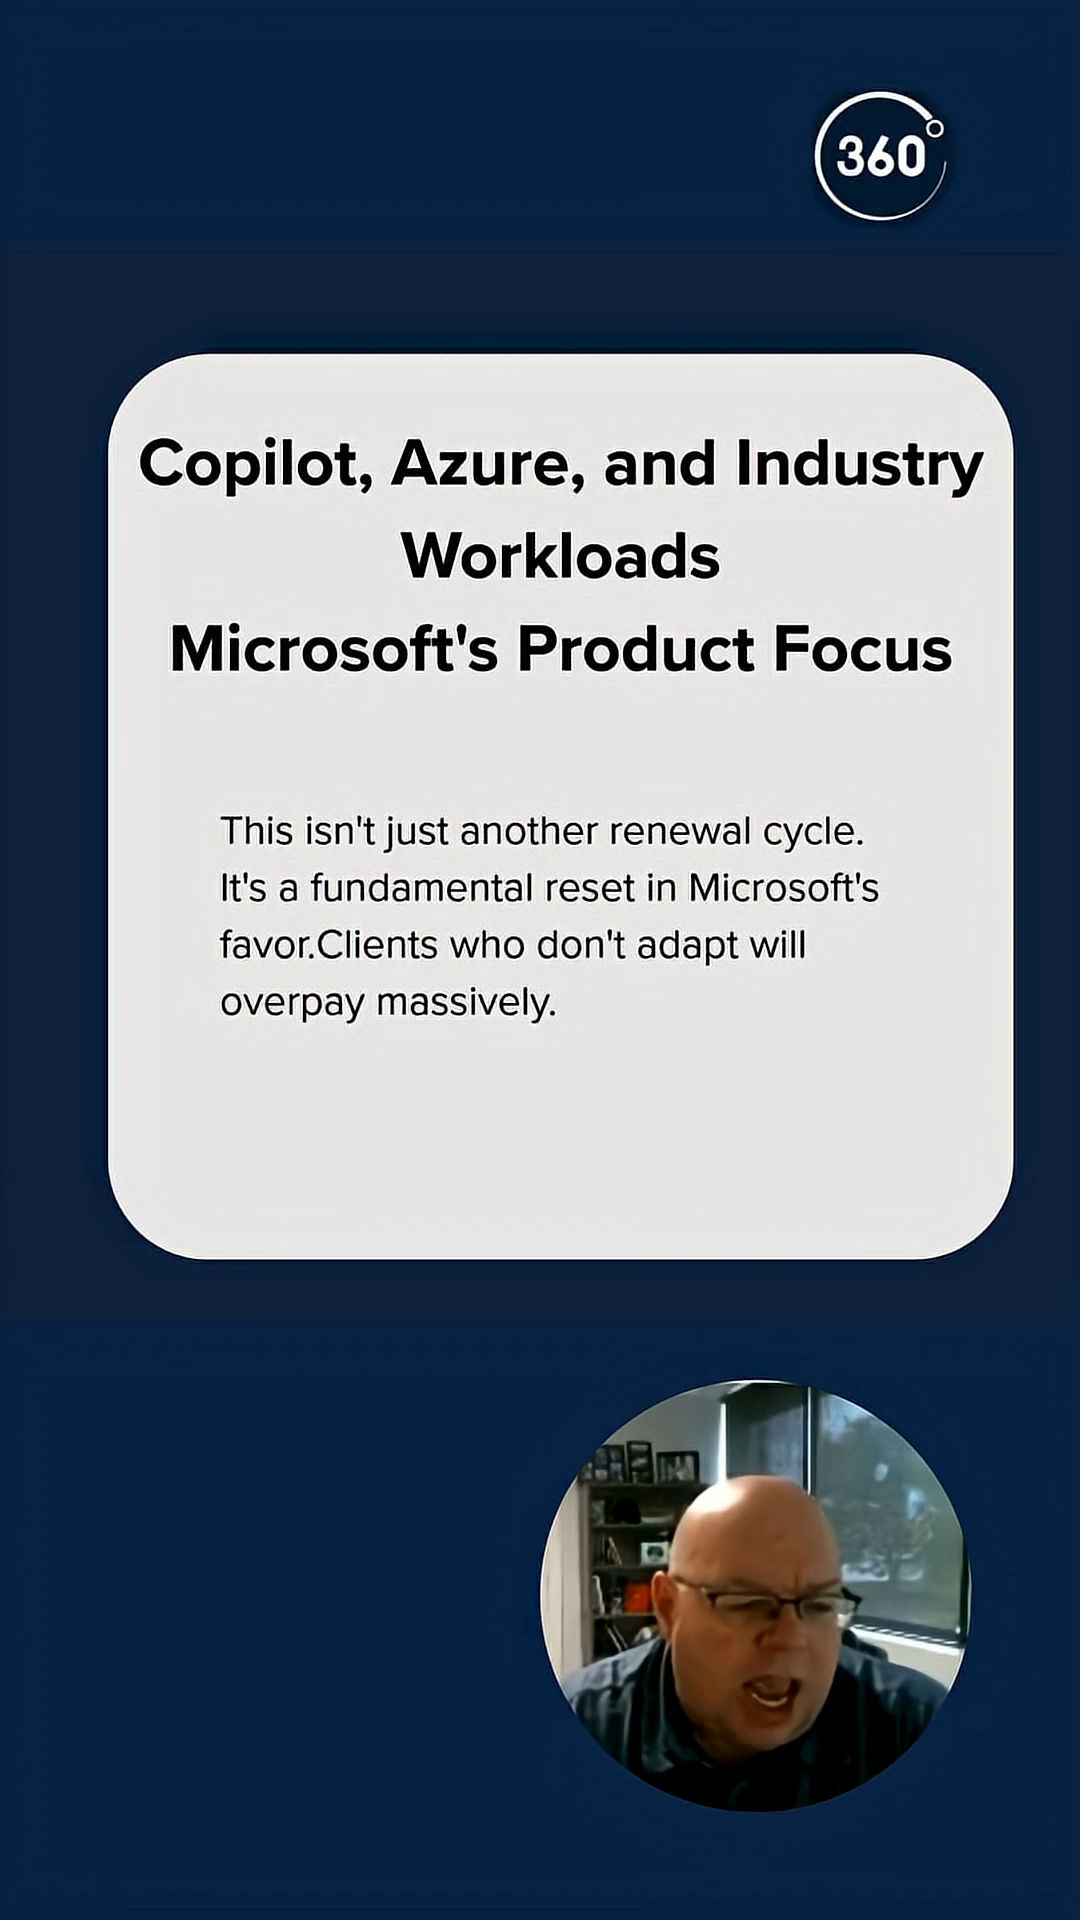 360
Copilot, Azure, and Industry
Workloads
Microsoft's Product Focus
This isn't just another renewal cycle.
It's a fundamental reset in Microsoft's
favor.Clients who don't adapt will
overpay massively.